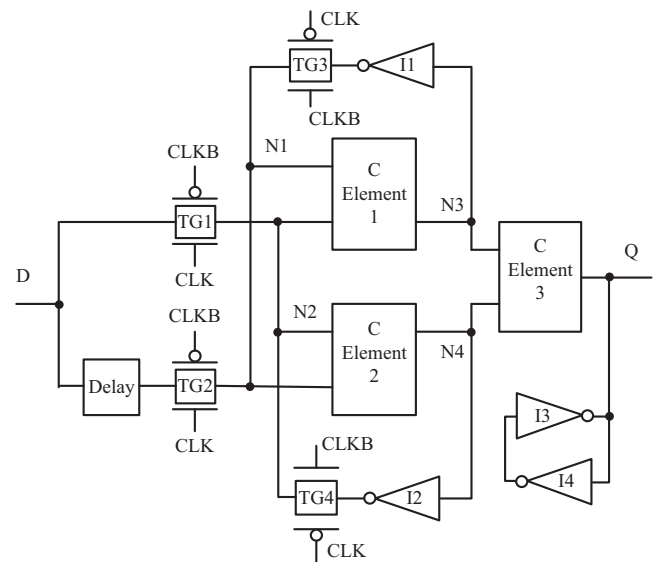 CLK
TG3
I1
CLKB
N1
CLKB
C
Element
1
TG1
N3
CLK
C
Element
3
Q
D
CLKB
N2
C
Element
2
N4
Delay
TG2
CLK
I3
CLKB
I4
TG4
I2
CLK